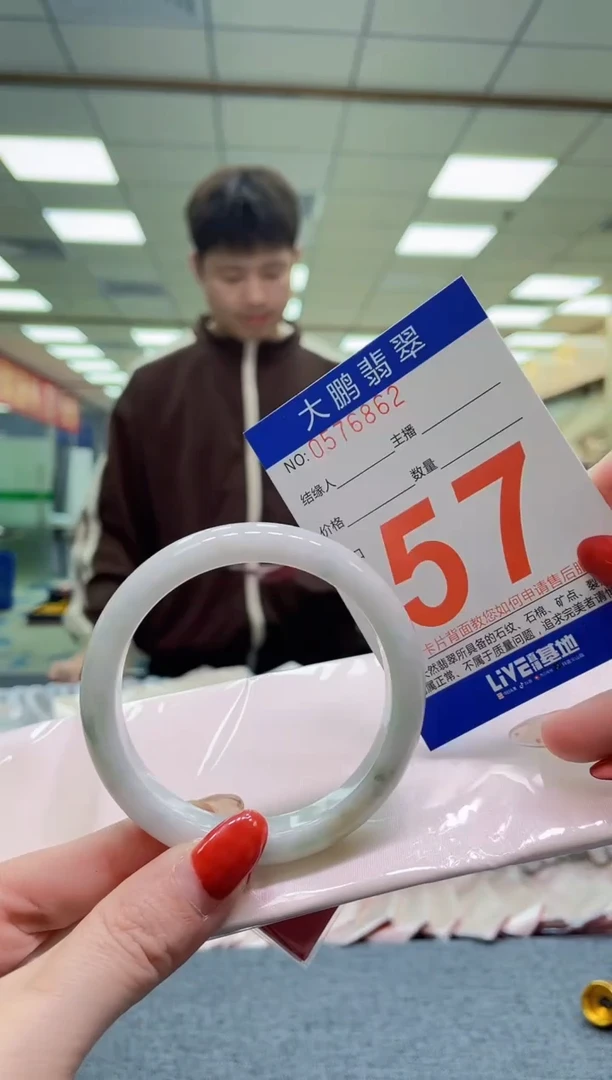 大鹏翡翠
NO:0576862
结缘人 主播
价格 数量
57
卡片背面教您如何申请售后服
然翡翠所具备的石纹、石棉、矿点、裂
属正常、不属于质量问题，追求完美者请
LiVE 基地